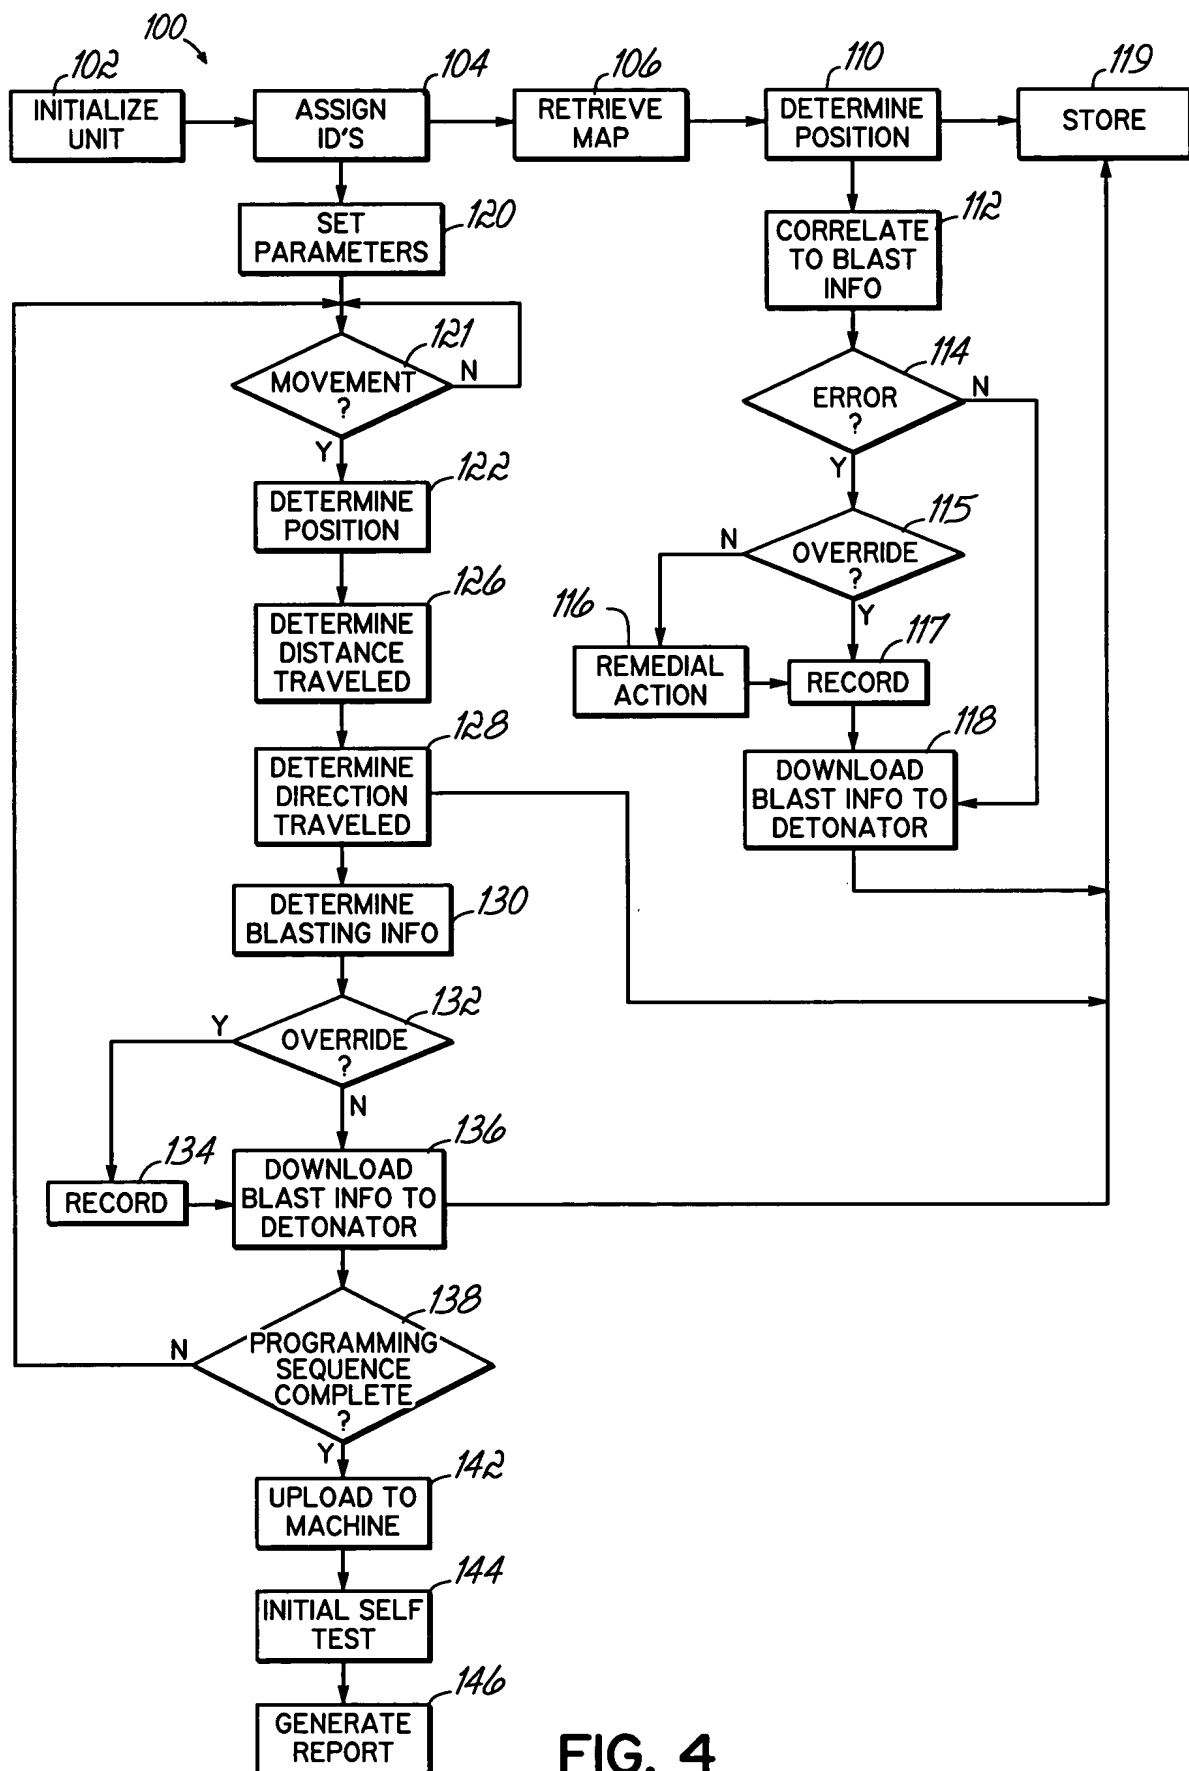 100
102
INITIALIZE
UNIT
104
ASSIGN
ID'S
106
RETRIEVE
MAP
110
DETERMINE
POSITION
119
STORE
120
SET
PARAMETERS
121
MOVEMENT
?
N
Y
122
DETERMINE
POSITION
126
DETERMINE
DISTANCE
TRAVELED
128
DETERMINE
DIRECTION
TRAVELED
130
DETERMINE
BLASTING INFO
132
OVERRIDE
?
Y
N
134
RECORD
136
DOWNLOAD
BLAST INFO TO
DETONATOR
138
PROGRAMMING
SEQUENCE
COMPLETE
?
N
Y
142
UPLOAD TO
MACHINE
144
INITIAL SELF
TEST
146
GENERATE
REPORT
112
CORRELATE
TO BLAST
INFO
114
ERROR
?
N
Y
115
OVERRIDE
?
N
Y
116
REMEDIAL
ACTION
117
RECORD
118
DOWNLOAD
BLAST INFO TO
DETONATOR
FIG. 4